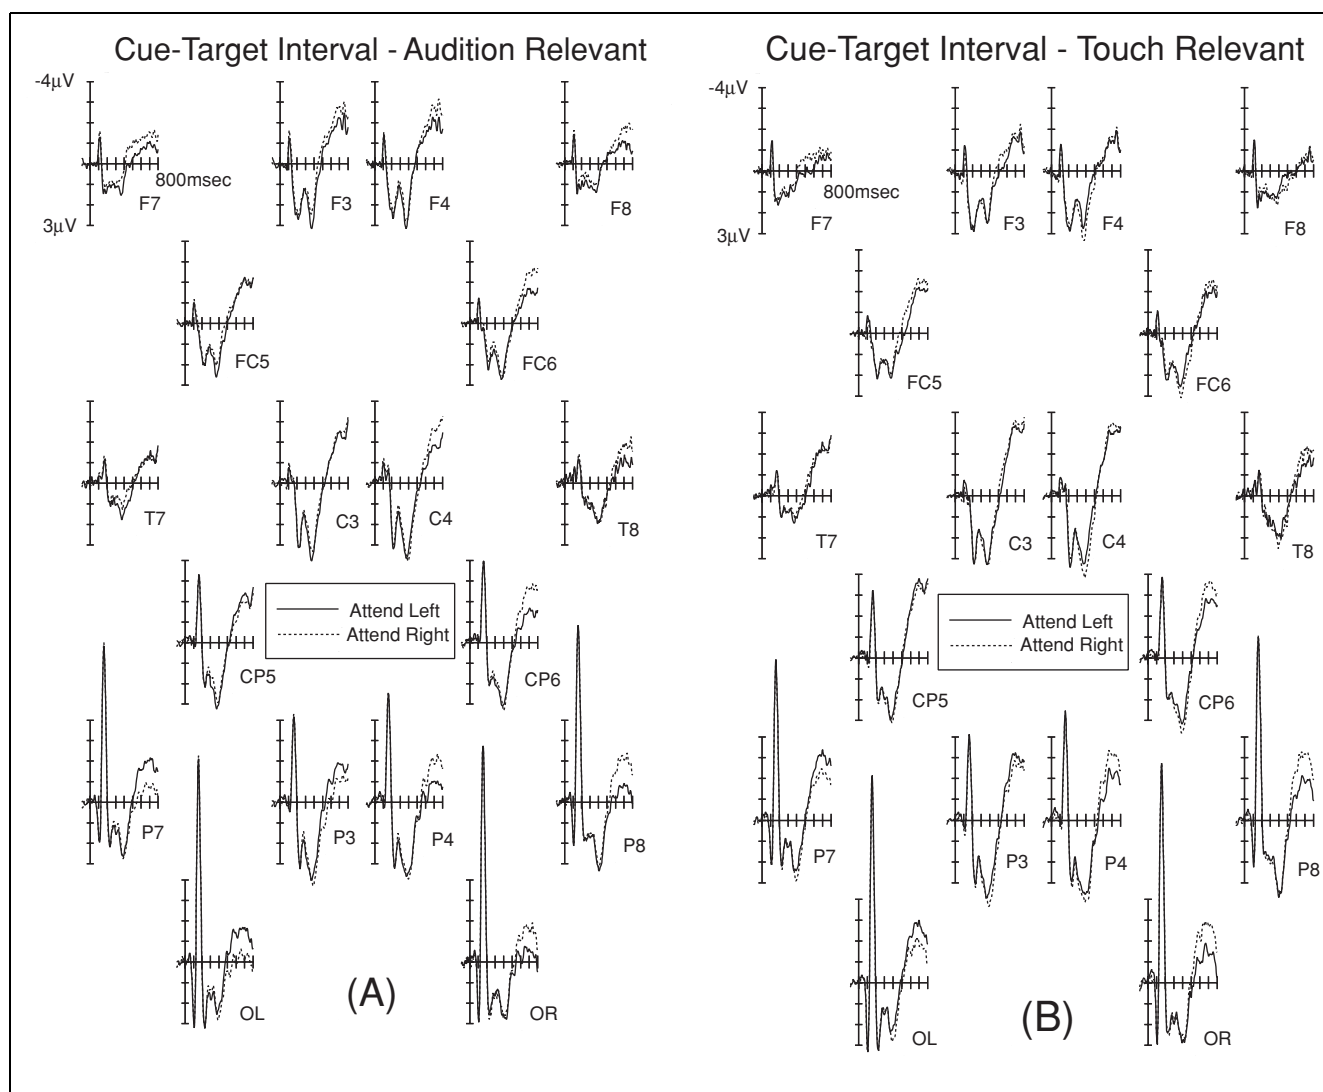 Cue-Target Interval - Audition Relevant
-4µV
800msec
3µV
F7
F3
F4
F8
FC5
FC6
T7
C3
C4
T8
Attend Left
Attend Right
CP5
CP6
P7
P3
P4
P8
OL
OR
(A)
Cue-Target Interval - Touch Relevant
-4µV
800msec
3µV
F7
F3
F4
F8
FC5
FC6
T7
C3
C4
T8
Attend Left
Attend Right
CP5
CP6
P7
P3
P4
P8
OL
OR
(B)